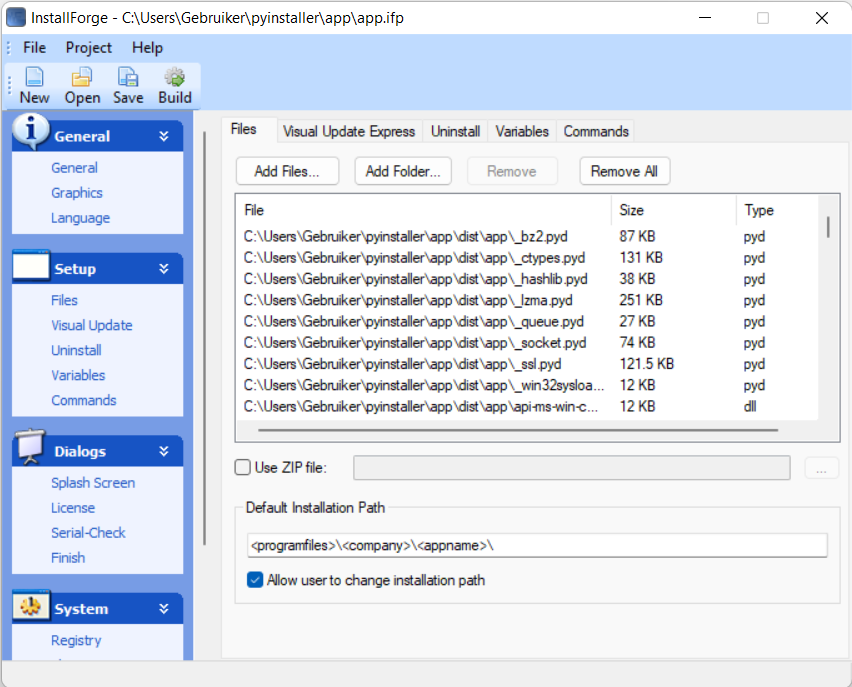 InstallForge - C:\Users\Gebruiker\pyinstaller\app\app.ifp
File Project Help
New Open Save Build
General
General
Graphics
Language
Setup
Files
Visual Update
Uninstall
Variables
Commands
Dialogs
Splash Screen
License
Serial-Check
Finish
System
Registry
Files Visual Update Express Uninstall Variables Commands
Add Files... Add Folder... Remove Remove All
File Size Type
C:\Users\Gebruiker\pyinstaller\app\dist\app\_bz2.pyd 87 KB pyd
C:\Users\Gebruiker\pyinstaller\app\dist\app\_ctypes.pyd 131 KB pyd
C:\Users\Gebruiker\pyinstaller\app\dist\app\_hashlib.pyd 38 KB pyd
C:\Users\Gebruiker\pyinstaller\app\dist\app\_lzma.pyd 251 KB pyd
C:\Users\Gebruiker\pyinstaller\app\dist\app\_queue.pyd 27 KB pyd
C:\Users\Gebruiker\pyinstaller\app\dist\app\_socket.pyd 74 KB pyd
C:\Users\Gebruiker\pyinstaller\app\dist\app\_ssl.pyd 121.5 KB pyd
C:\Users\Gebruiker\pyinstaller\app\dist\app\_win32sysloa... 12 KB pyd
C:\Users\Gebruiker\pyinstaller\app\dist\app\api-ms-win-c... 12 KB dll
Use ZIP file: ...
Default Installation Path
<programfiles>\<company>\<appname>\
Allow user to change installation path